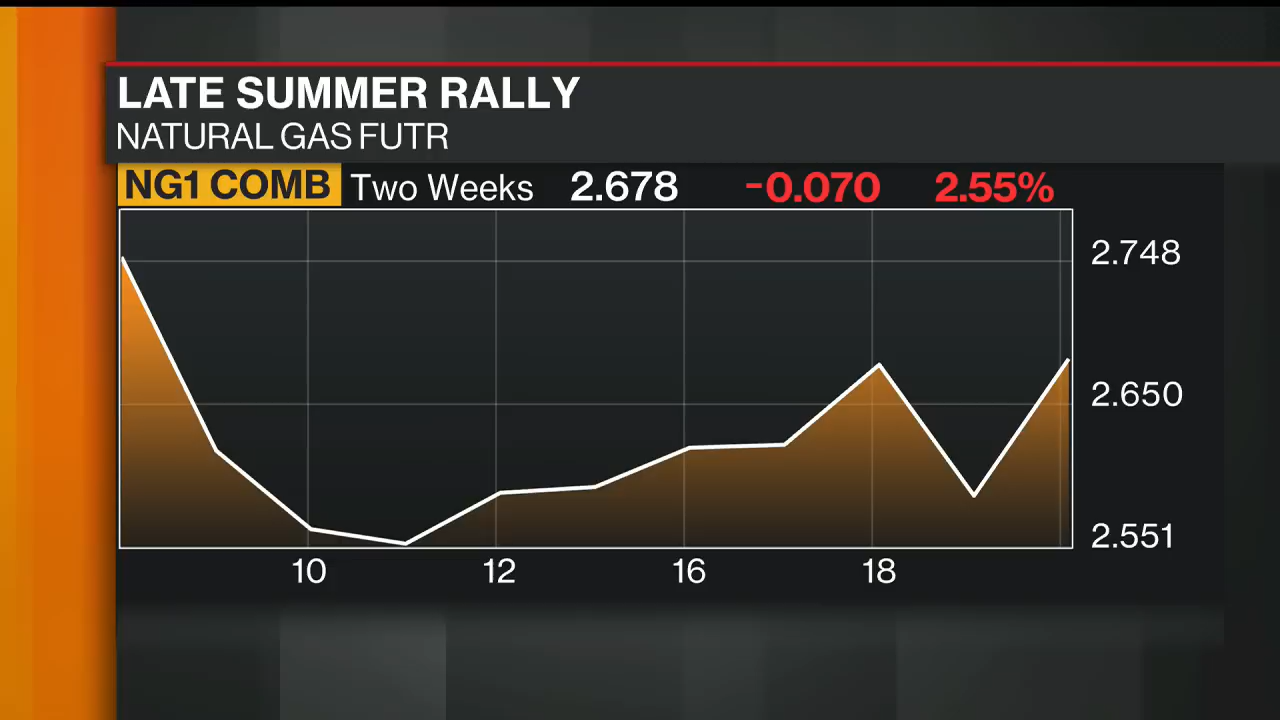 LATE SUMMER RALLY
NATURAL GAS FUTR
NG1 COMB Two Weeks 2.678 -0.070 2.55%
2.748
2.650
2.551
10 12 16 18